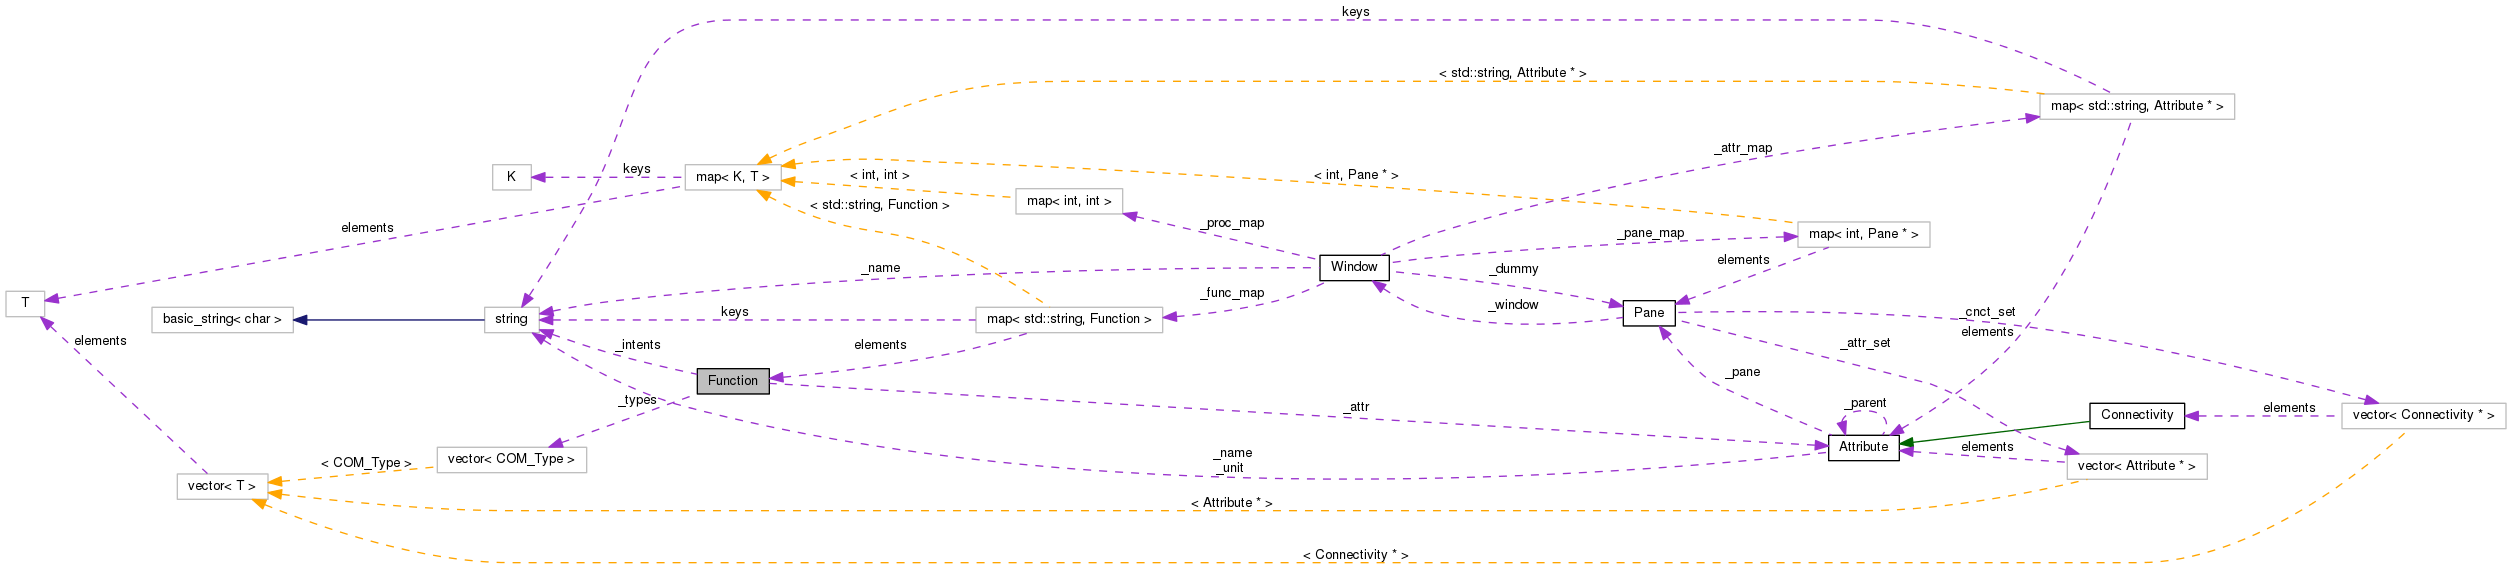 keys
< std::string, Attribute * >
map< std::string, Attribute * >
_attr_map
K
keys
map< K, T >
< int, int >
< int, Pane * >
map< int, int >
< std::string, Function >
elements
_proc_map
_pane_map
map< int, Pane * >
_name
Window
_dummy
elements
T
basic_string< char >
string
keys
_func_map
map< std::string, Function >
_window
Pane
_cnct_set
elements
elements
_intents
elements
_attr_set
Function
_pane
_types
_attr
_parent
Connectivity
elements
vector< Connectivity * >
Attribute
elements
_name
_unit
vector< COM_Type >
< COM_Type >
vector< Attribute * >
vector< T >
< Attribute * >
< Connectivity * >